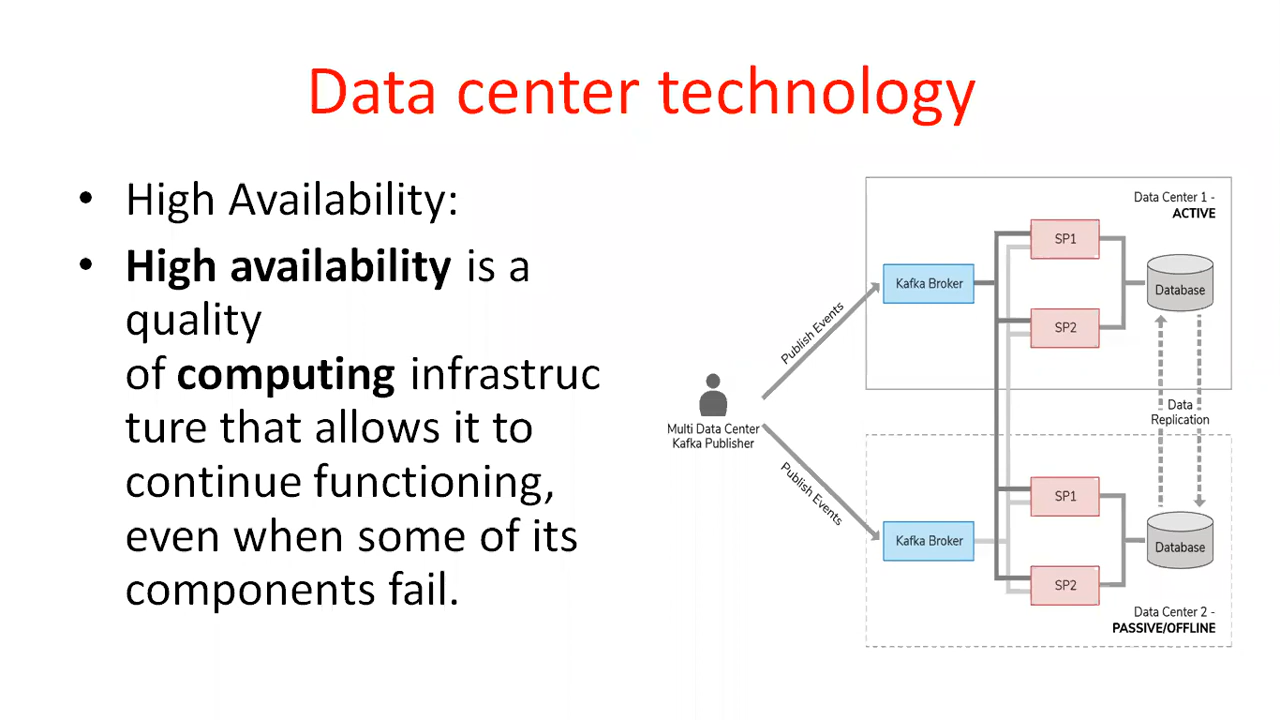 Data center technology
• High Availability:
• High availability is a
quality
of computing infrastruc
ture that allows it to
continue functioning,
even when some of its
components fail.
Data Center 1 -
ACTIVE
SP1
Kafka Broker
Database
SP2
Publish Events
Data
Replication
Multi Data Center
Kafka Publisher
Publish Events
SP1
Kafka Broker
Database
SP2
Data Center 2 -
PASSIVE/OFFLINE